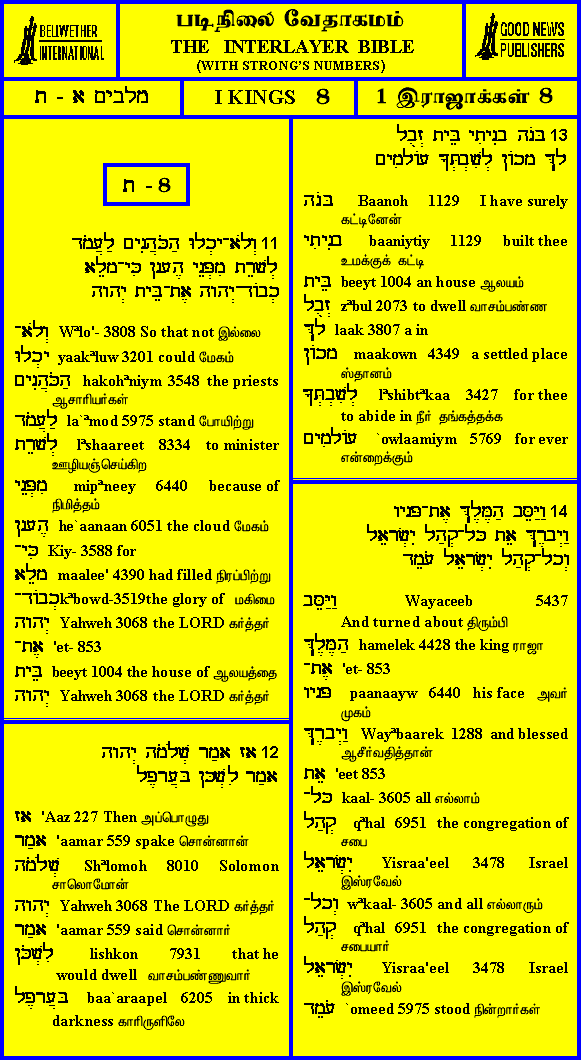 BELLWETHER
INTERNATIONAL
படிநிலை வேதாகமம்
THE INTERLAYER BIBLE
(WITH STRONG'S NUMBERS)
GOOD NEWS
PUBLISHERS
מלבים א - ת
I KINGS 8
1 இராஜாக்கள் 8
8 - ת
11 וְלֹא־יָכְלוּ הַכֹּהֲנִים לַעֲמֹד
לְשָׁרֵת מִפְּנֵי הֶעָנָן כִּי־מָלֵא
כְבוֹד־יְהוָה אֶת־בֵּית יְהוָה
וְלֹא־ Wᵊlo'- 3808 So that not இல்லை
יָכְלוּ yaakᵊluw 3201 could மேகம்
הַכֹּהֲנִים hakohᵃniym 3548 the priests
ஆசாரியர்கள்
לַעֲמֹד la`ᵃmod 5975 stand போயிற்று
לְשָׁרֵת lᵊshaareet 8334 to minister
ஊழியஞ்செய்கிற
מִפְּנֵי mipᵊneey 6440 because of
நிமித்தம்
הֶעָנָן he`aanaan 6051 the cloud மேகம்
כִּי־ Kiy- 3588 for
מָלֵא maalee' 4390 had filled நிரப்பிற்று
כְבוֹד־ kᵊbowd-3519the glory of மகிமை
יְהוָה Yahweh 3068 the LORD கர்த்தர்
אֶת־ 'et- 853
בֵּית beeyt 1004 the house of ஆலயத்தை
יְהוָה Yahweh 3068 the LORD கர்த்தர்
12 אָז אָמַר שְׁלֹמֹה יְהוָה
אָמַר לִשְׁכֹּן בָּעֲרָפֶל
אָז 'Aaz 227 Then அப்பொழுது
אָמַר 'aamar 559 spake சொன்னான்
שְׁלֹמֹה Shᵊlomoh 8010 Solomon
சாலொமோன்
יְהוָה Yahweh 3068 The LORD கர்த்தர்
אָמַר 'aamar 559 said சொன்னார்
לִשְׁכֹּן lishkon 7931 that he
would dwell வாசம்பண்ணுவார்
בָּעֲרָפֶל baa`araapel 6205 in thick
darkness காரிருளிலே
13 בָּנֹה בָנִיתִי בֵּית זְבֻל
לָךְ מָכוֹן לְשִׁבְתְּךָ עוֹלָמִים
בָּנֹה Baanoh 1129 I have surely
கட்டினேன்
בָנִיתִי baaniytiy 1129 built thee
உமக்குக் கட்டி
בֵּית beeyt 1004 an house ஆலயம்
זְבֻל zᵊbul 2073 to dwell வாசம்பண்ண
לָךְ laak 3807 a in
מָכוֹן maakown 4349 a settled place
ஸ்தானம்
לְשִׁבְתְּךָ lᵊshibtᵊkaa 3427 for thee
to abide in நீர் தங்கத்தக்க
עוֹלָמִים `owlaamiym 5769 for ever
என்றைக்கும்
14 וַיַּסֵּב הַמֶּלֶךְ אֶת־פָּנָיו
וַיְבָרֶךְ אֵת כָּל־קְהַל יִשְׂרָאֵל
וְכָל־קְהַל יִשְׂרָאֵל עֹמֵד
וַיַּסֵּב Wayaceeb 5437
And turned about திரும்பி
הַמֶּלֶךְ hamelek 4428 the king ராஜா
אֶת־ 'et- 853
פָּנָיו paanaayw 6440 his face அவர்
முகம்
וַיְבָרֶךְ Wayᵊbaarek 1288 and blessed
ஆசீர்வதித்தான்
אֵת 'eet 853
כָּל־ kaal- 3605 all எல்லாம்
קְהַל qᵊhal 6951 the congregation of
சபை
יִשְׂרָאֵל Yisraa'eel 3478 Israel
இஸ்ரவேல்
וְכָל־ wᵊkaal- 3605 and all எல்லாரும்
קְהַל qᵊhal 6951 the congregation of
சபையார்
יִשְׂרָאֵל Yisraa'eel 3478 Israel
இஸ்ரவேல்
עֹמֵד `omeed 5975 stood நின்றார்கள்